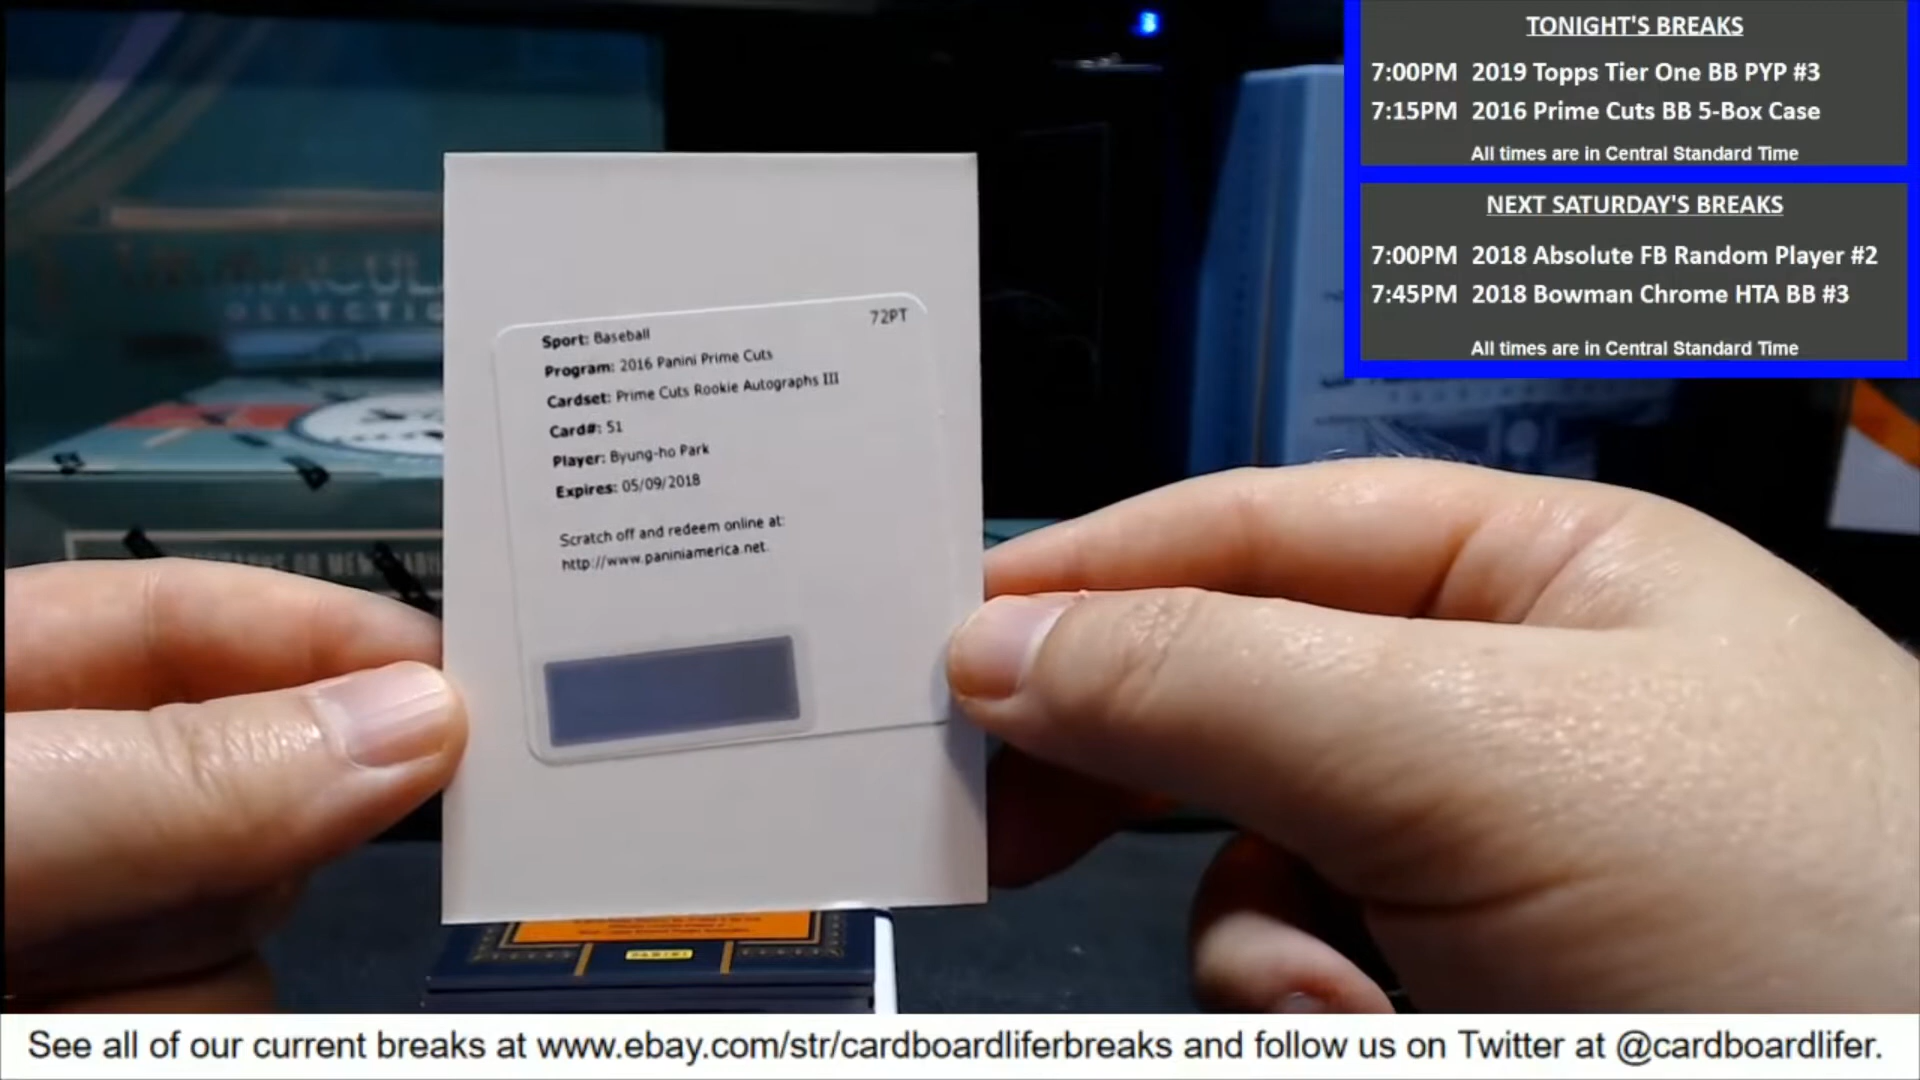 TONIGHT'S BREAKS
7:00PM 2019 Topps Tier One BB PYP #3
7:15PM 2016 Prime Cuts BB 5-Box Case
All times are in Central Standard Time
NEXT SATURDAY'S BREAKS
7:00PM 2018 Absolute FB Random Player #2
7:45PM 2018 Bowman Chrome HTA BB #3
All times are in Central Standard Time
72PT
Sport: Baseball
Program: 2016 Panini Prime Cuts
Cardset: Prime Cuts Rookie Autographs III
Card#: 51
Player: Byung-ho Park
Expires: 05/09/2018
Scratch off and redeem online at:
http://www.paniniamerica.net.
PANINI
See all of our current breaks at www.ebay.com/str/cardboardliferbreaks and follow us on Twitter at @cardboardlifer.